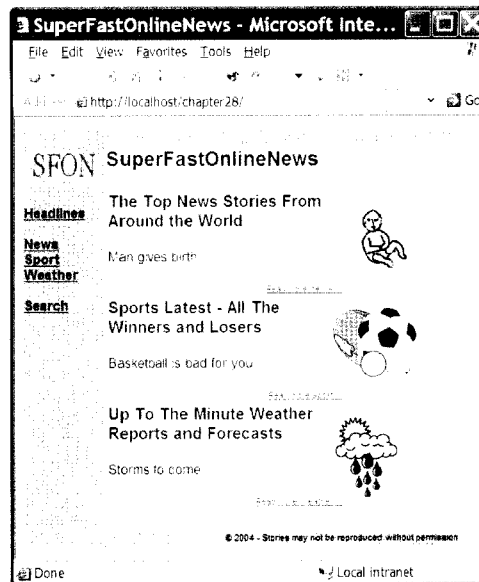 SuperFastOnlineNews - Microsoft Inte...
File Edit View Favorites Tools Help
http://localhost/chapter28/ Go
SFON SuperFastOnlineNews
Headlines
News
Sport
Weather
Search
The Top News Stories From
Around the World
Man gives birth
Sports Latest - All The
Winners and Losers
Basketball is bad for you
Up To The Minute Weather
Reports and Forecasts
Storms to come
© 2004 - Stories may not be reproduced without permission
Done Local intranet